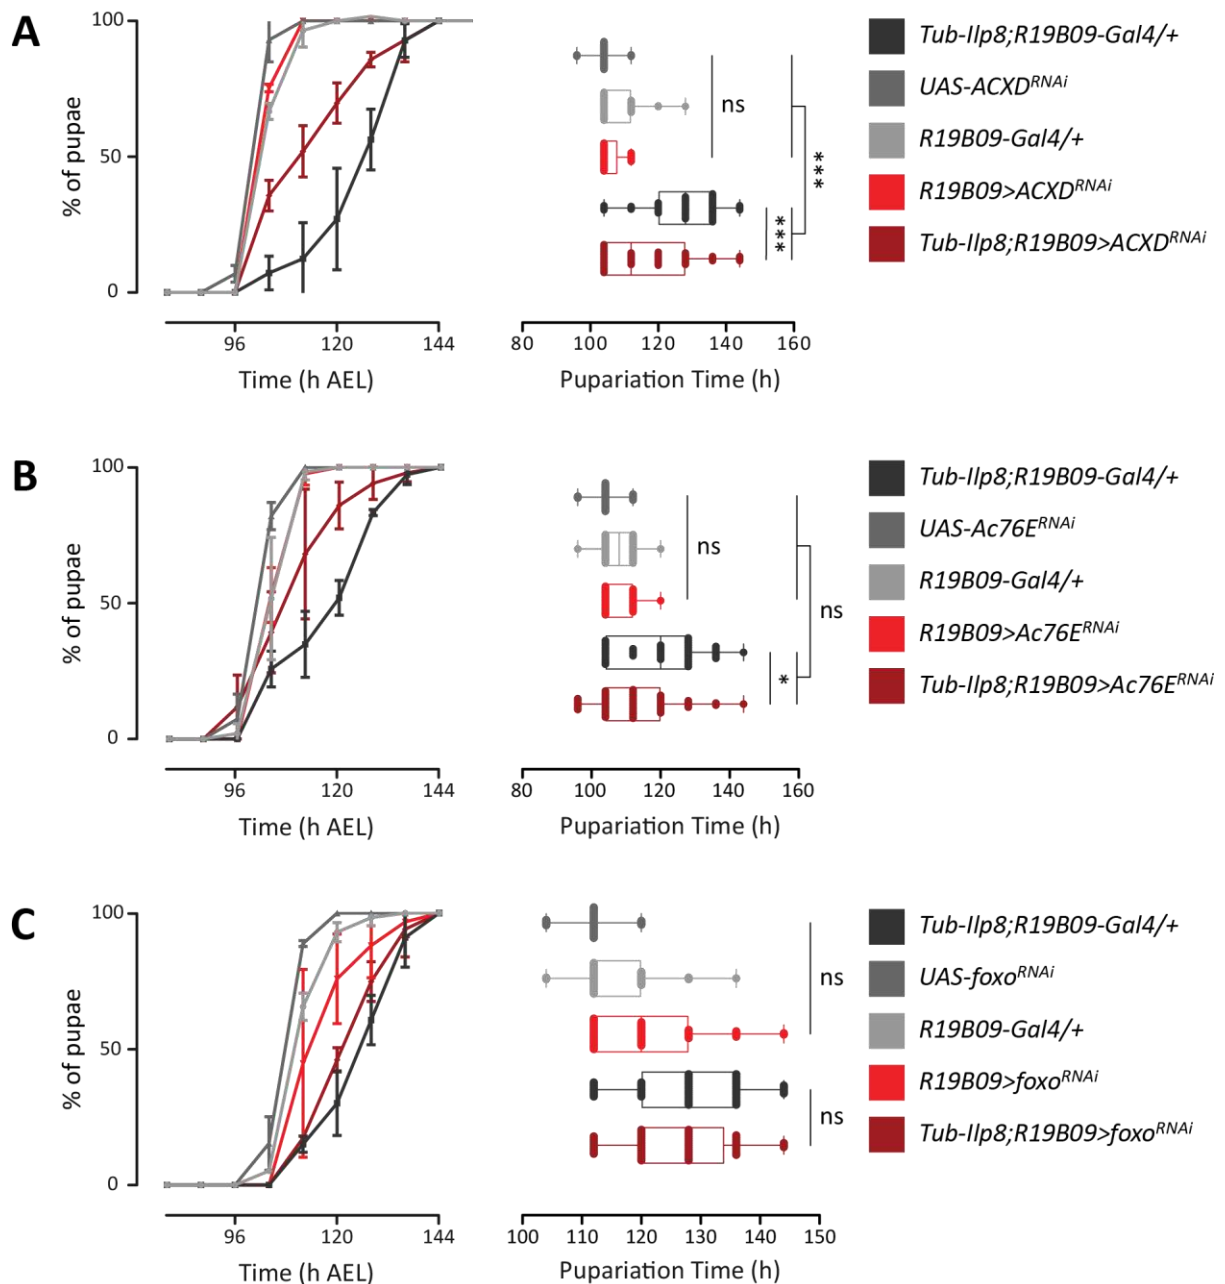 A
% of pupae
100
50
0
96 120 144
Time (h AEL)
ns
***
***
80 100 120 140 160
Pupariation Time (h)
Tub-Ilp8;R19B09-Gal4/+
UAS-ACXD^RNAi
R19B09-Gal4/+
R19B09>ACXD^RNAi
Tub-Ilp8;R19B09>ACXD^RNAi
B
% of pupae
100
50
0
96 120 144
Time (h AEL)
ns
ns
*
80 100 120 140 160
Pupariation Time (h)
Tub-Ilp8;R19B09-Gal4/+
UAS-Ac76E^RNAi
R19B09-Gal4/+
R19B09>Ac76E^RNAi
Tub-Ilp8;R19B09>Ac76E^RNAi
C
% of pupae
100
50
0
96 120 144
Time (h AEL)
ns
ns
100 110 120 130 140 150
Pupariation Time (h)
Tub-Ilp8;R19B09-Gal4/+
UAS-foxo^RNAi
R19B09-Gal4/+
R19B09>foxo^RNAi
Tub-Ilp8;R19B09>foxo^RNAi